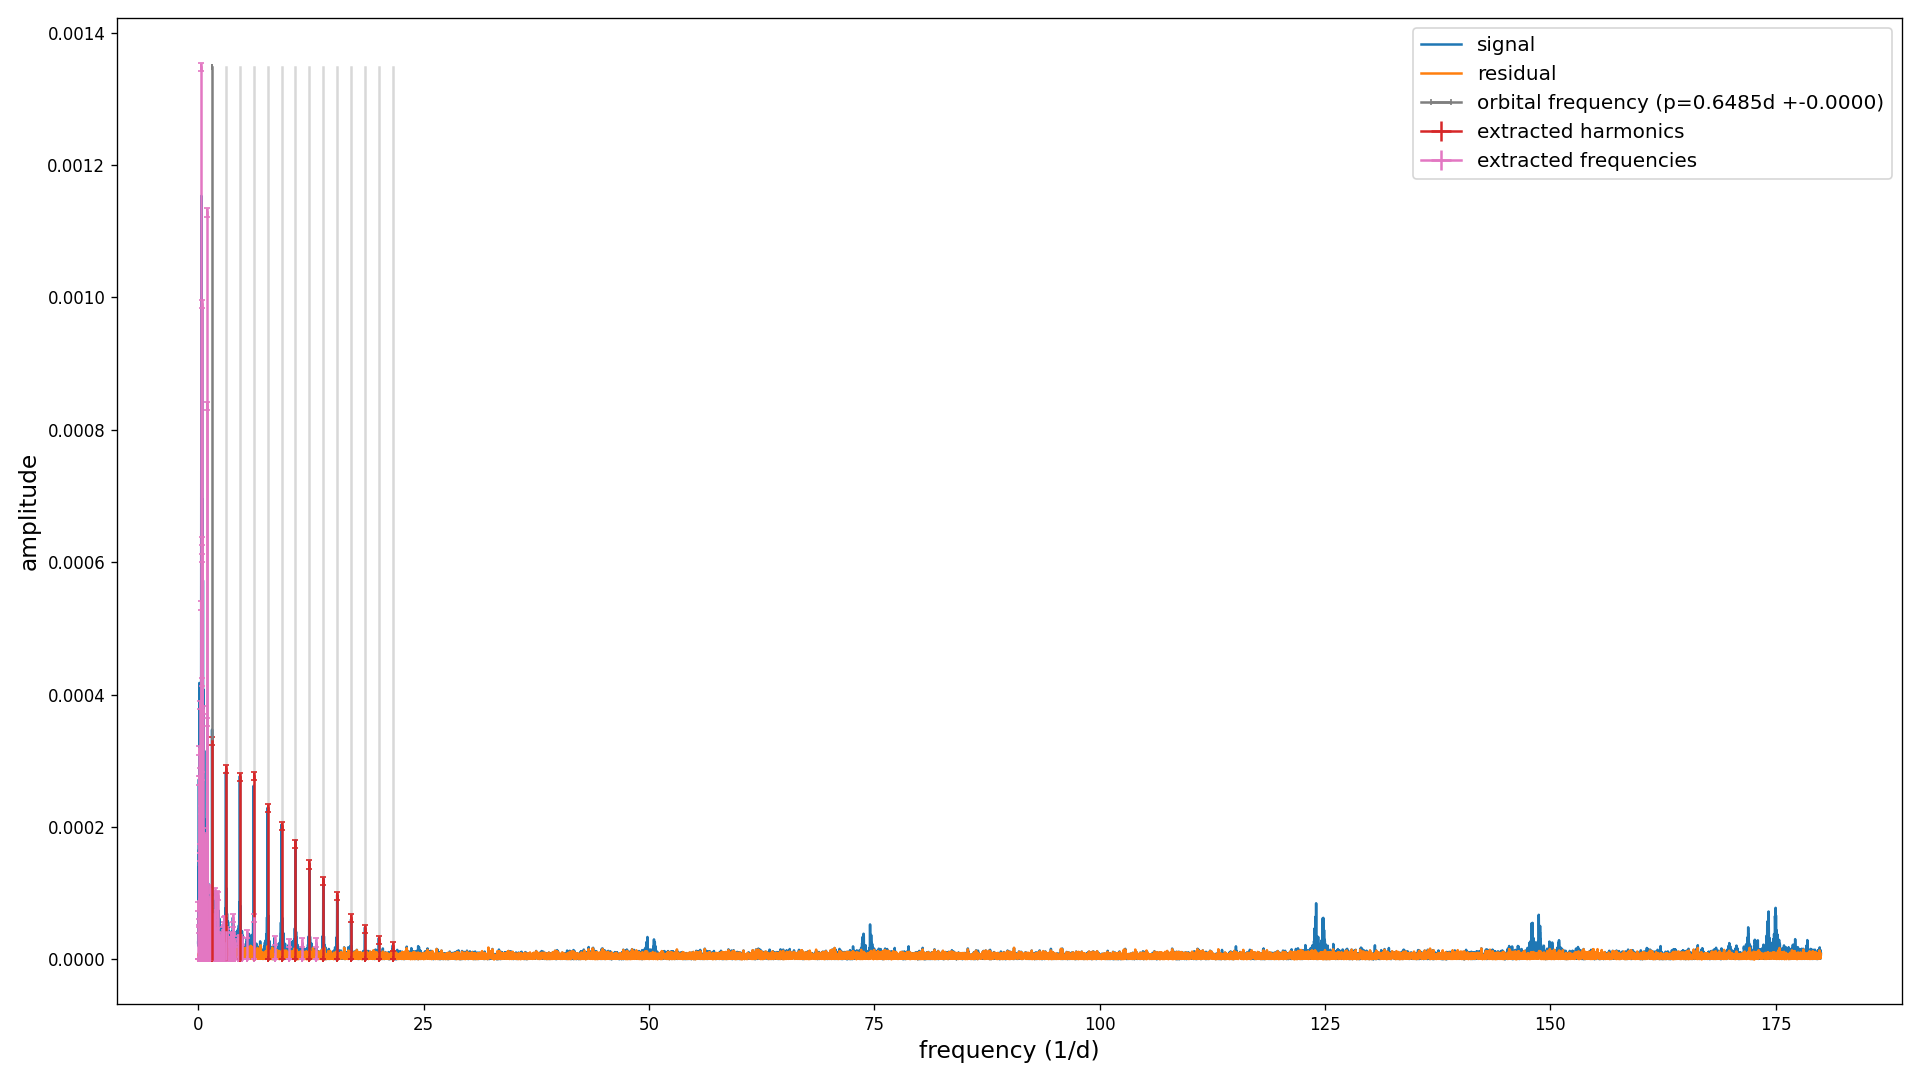 0.0014
0.0012
0.0010
0.0008
0.0006
0.0004
0.0002
0.0000
amplitude
signal
residual
orbital frequency (p=0.6485d +-0.0000)
extracted harmonics
extracted frequencies
0 25 50 75 100 125 150 175
frequency (1/d)